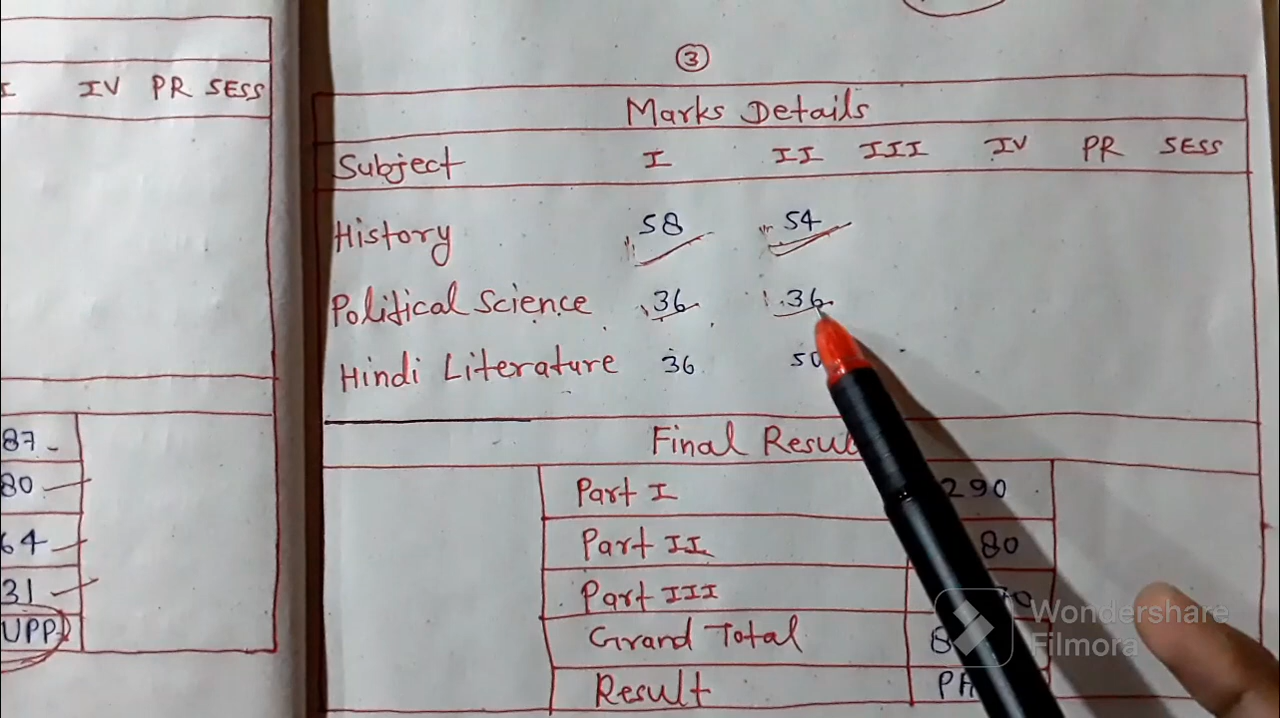 IV PR SESS
87
80
64
31
UPP
3
Marks Details
Subject I II III IV PR SESS
History 58 54
Political Science 36 36
Hindi Literature 36 50
Final
Part I 290
Part II 80
Part III
Grand Total
Result
Wondershare
Filmora